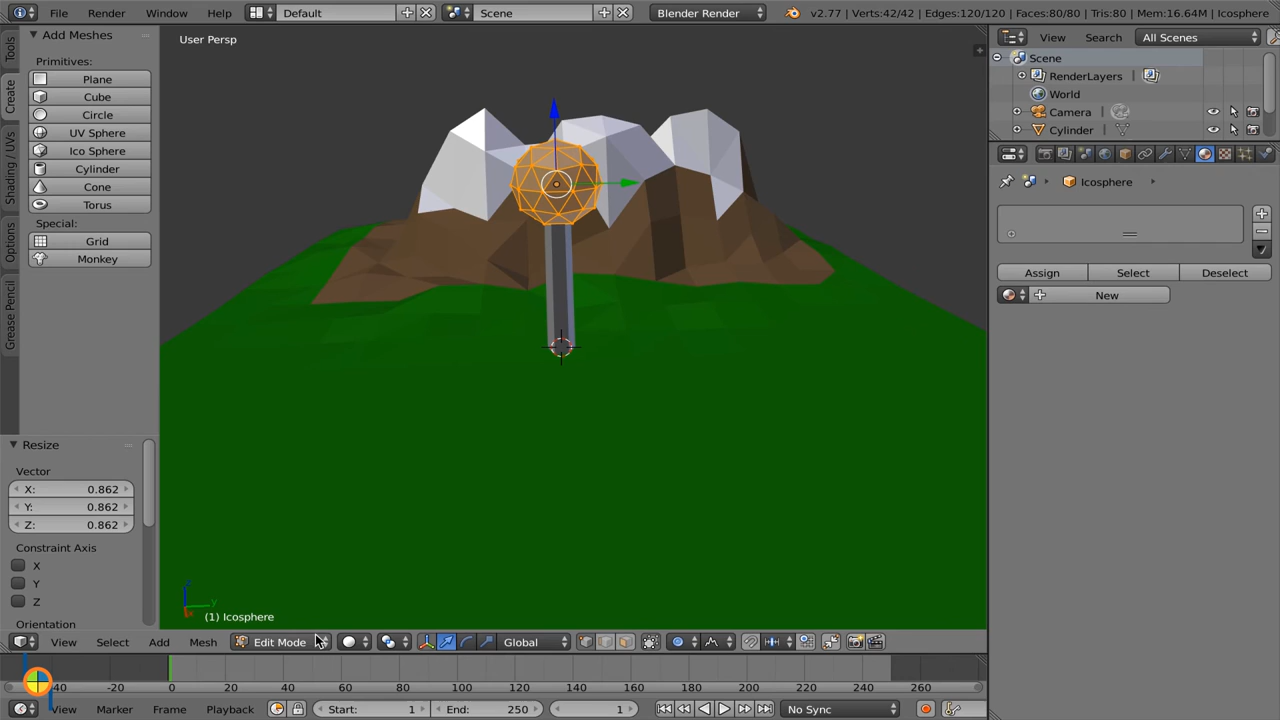 File Render Window Help Default Scene Blender Render v2.77 | Verts:42/42 | Edges:120/120 | Faces:80/80 | Tris:80 | Mem:16.64M | Icosphere
Add Meshes
Primitives:
Plane
Cube
Circle
UV Sphere
Ico Sphere
Cylinder
Cone
Torus
Special:
Grid
Monkey
Tools
Create
Shading / UVs
Options
Grease Pencil
Resize
Vector
X: 0.862
Y: 0.862
Z: 0.862
Constraint Axis
X
Y
Z
Orientation
User Persp
z
y
(1) Icosphere
View Select Add Mesh Edit Mode Global
View Search All Scenes
Scene
RenderLayers
World
Camera
Cylinder
Icosphere
Assign Select Deselect
New
40 -20 0 20 40 60 80 100 120 140 160 180 200 220 240 260
View Marker Frame Playback Start: 1 End: 250 1 No Sync